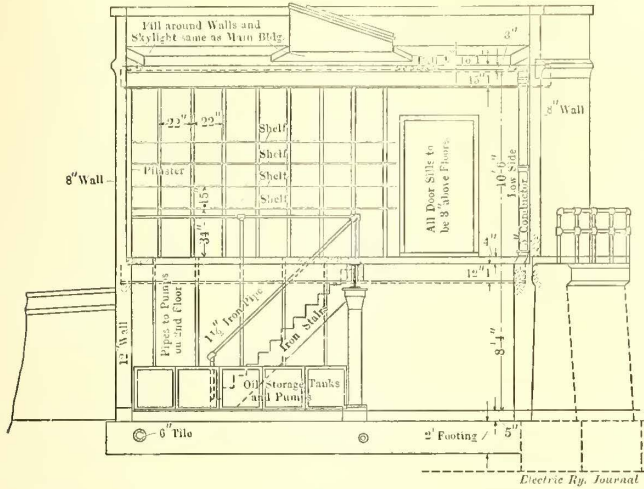 Fill around Walls and
Skylight same as Main Bldg.
3"
15"
8" Wall
22" 22"
Shelf
Shelf
Shelf
Shelf
Pilaster
8" Wall
15"
34"
All Door Sills to
be 3" above Floors
10'-6"
Low Side
Conductor
4"
12"
12" Wall
Pipes to Pumps
on 2nd Floor
1¼" Iron Pipe
Iron Stairs
8'-4"
Oil Storage Tanks
and Pumps
6" Tile
2' Footing
5"
Electric Ry. Journal